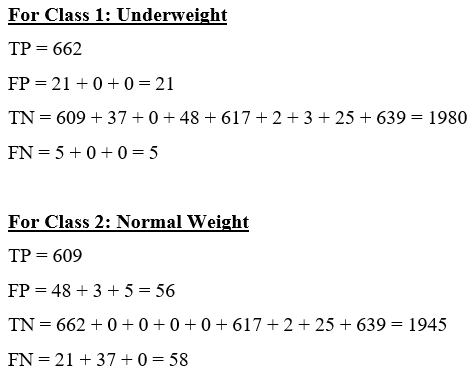 For Class 1: Underweight
TP = 662
FP = 21 + 0 + 0 = 21
TN = 609 + 37 + 0 + 48 + 617 + 2 + 3 + 25 + 639 = 1980
FN = 5 + 0 + 0 = 5
For Class 2: Normal Weight
TP = 609
FP = 48 + 3 + 5 = 56
TN = 662 + 0 + 0 + 0 + 0 + 617 + 2 + 25 + 639 = 1945
FN = 21 + 37 + 0 = 58